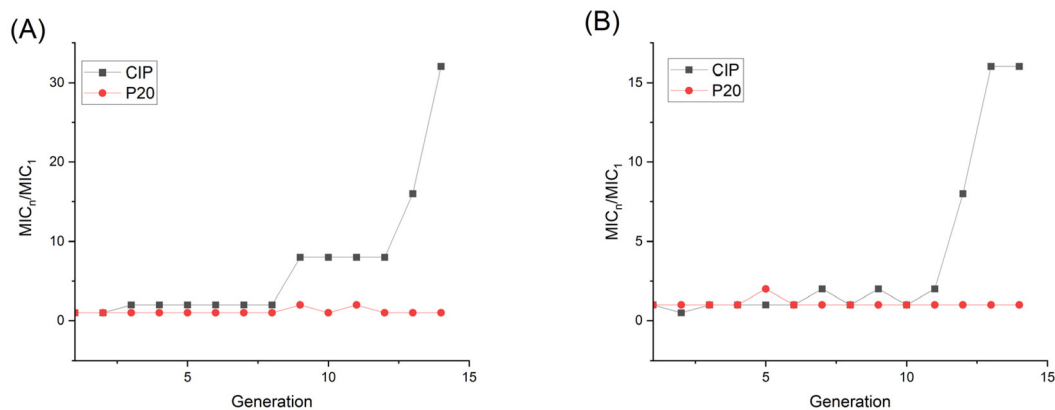 (A)
CIP
P20
30
20
10
0
MICₙ/MIC₁
5
10
15
Generation
(B)
CIP
P20
15
10
5
0
MICₙ/MIC₁
5
10
15
Generation